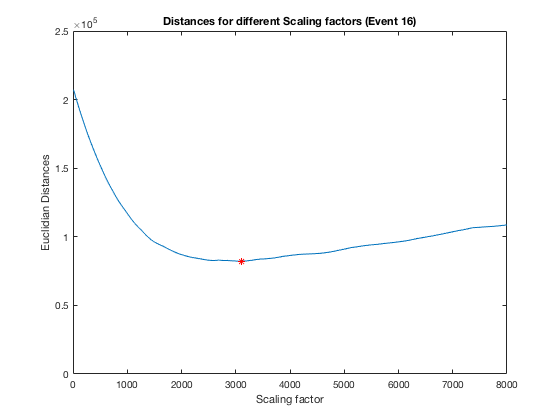 Distances for different Scaling factors (Event 16)
×10^5
2.5
2
1.5
1
0.5
0
Euclidian Distances
0 1000 2000 3000 4000 5000 6000 7000 8000
Scaling factor